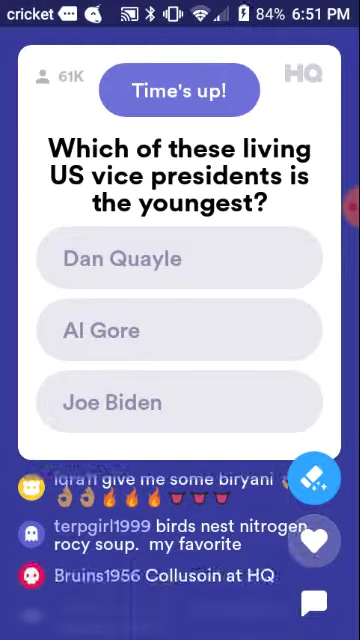 cricket 84% 6:51 PM
61K
Time's up!
HQ
Which of these living
US vice presidents is
the youngest?
Dan Quayle
Al Gore
Joe Biden
give me some biryani
terpgirl1999 birds nest nitrogen
rocy soup. my favorite
Bruins1956 Collusoin at HQ